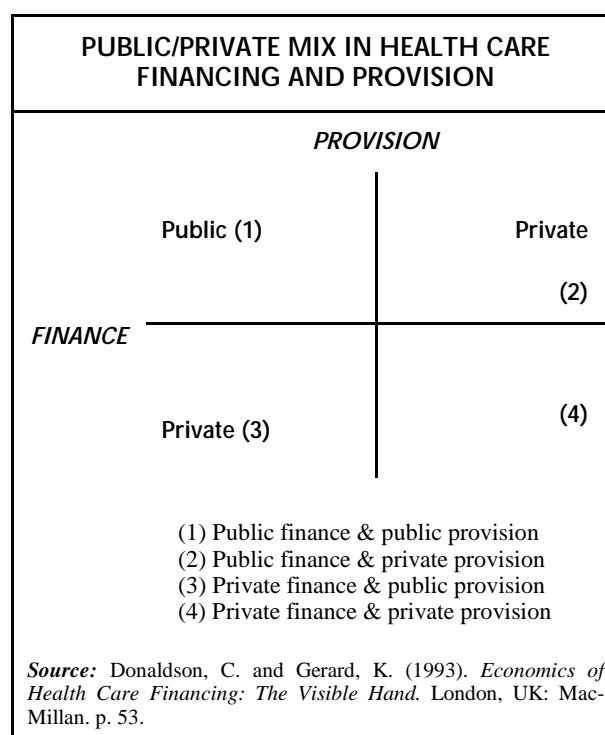 PUBLIC/PRIVATE MIX IN HEALTH CARE
FINANCING AND PROVISION
PROVISION
Public (1)
Private
(2)
FINANCE
Private (3)
(4)
(1) Public finance & public provision
(2) Public finance & private provision
(3) Private finance & public provision
(4) Private finance & private provision
Source: Donaldson, C. and Gerard, K. (1993). Economics of
Health Care Financing: The Visible Hand. London, UK: Mac-
Millan. p. 53.